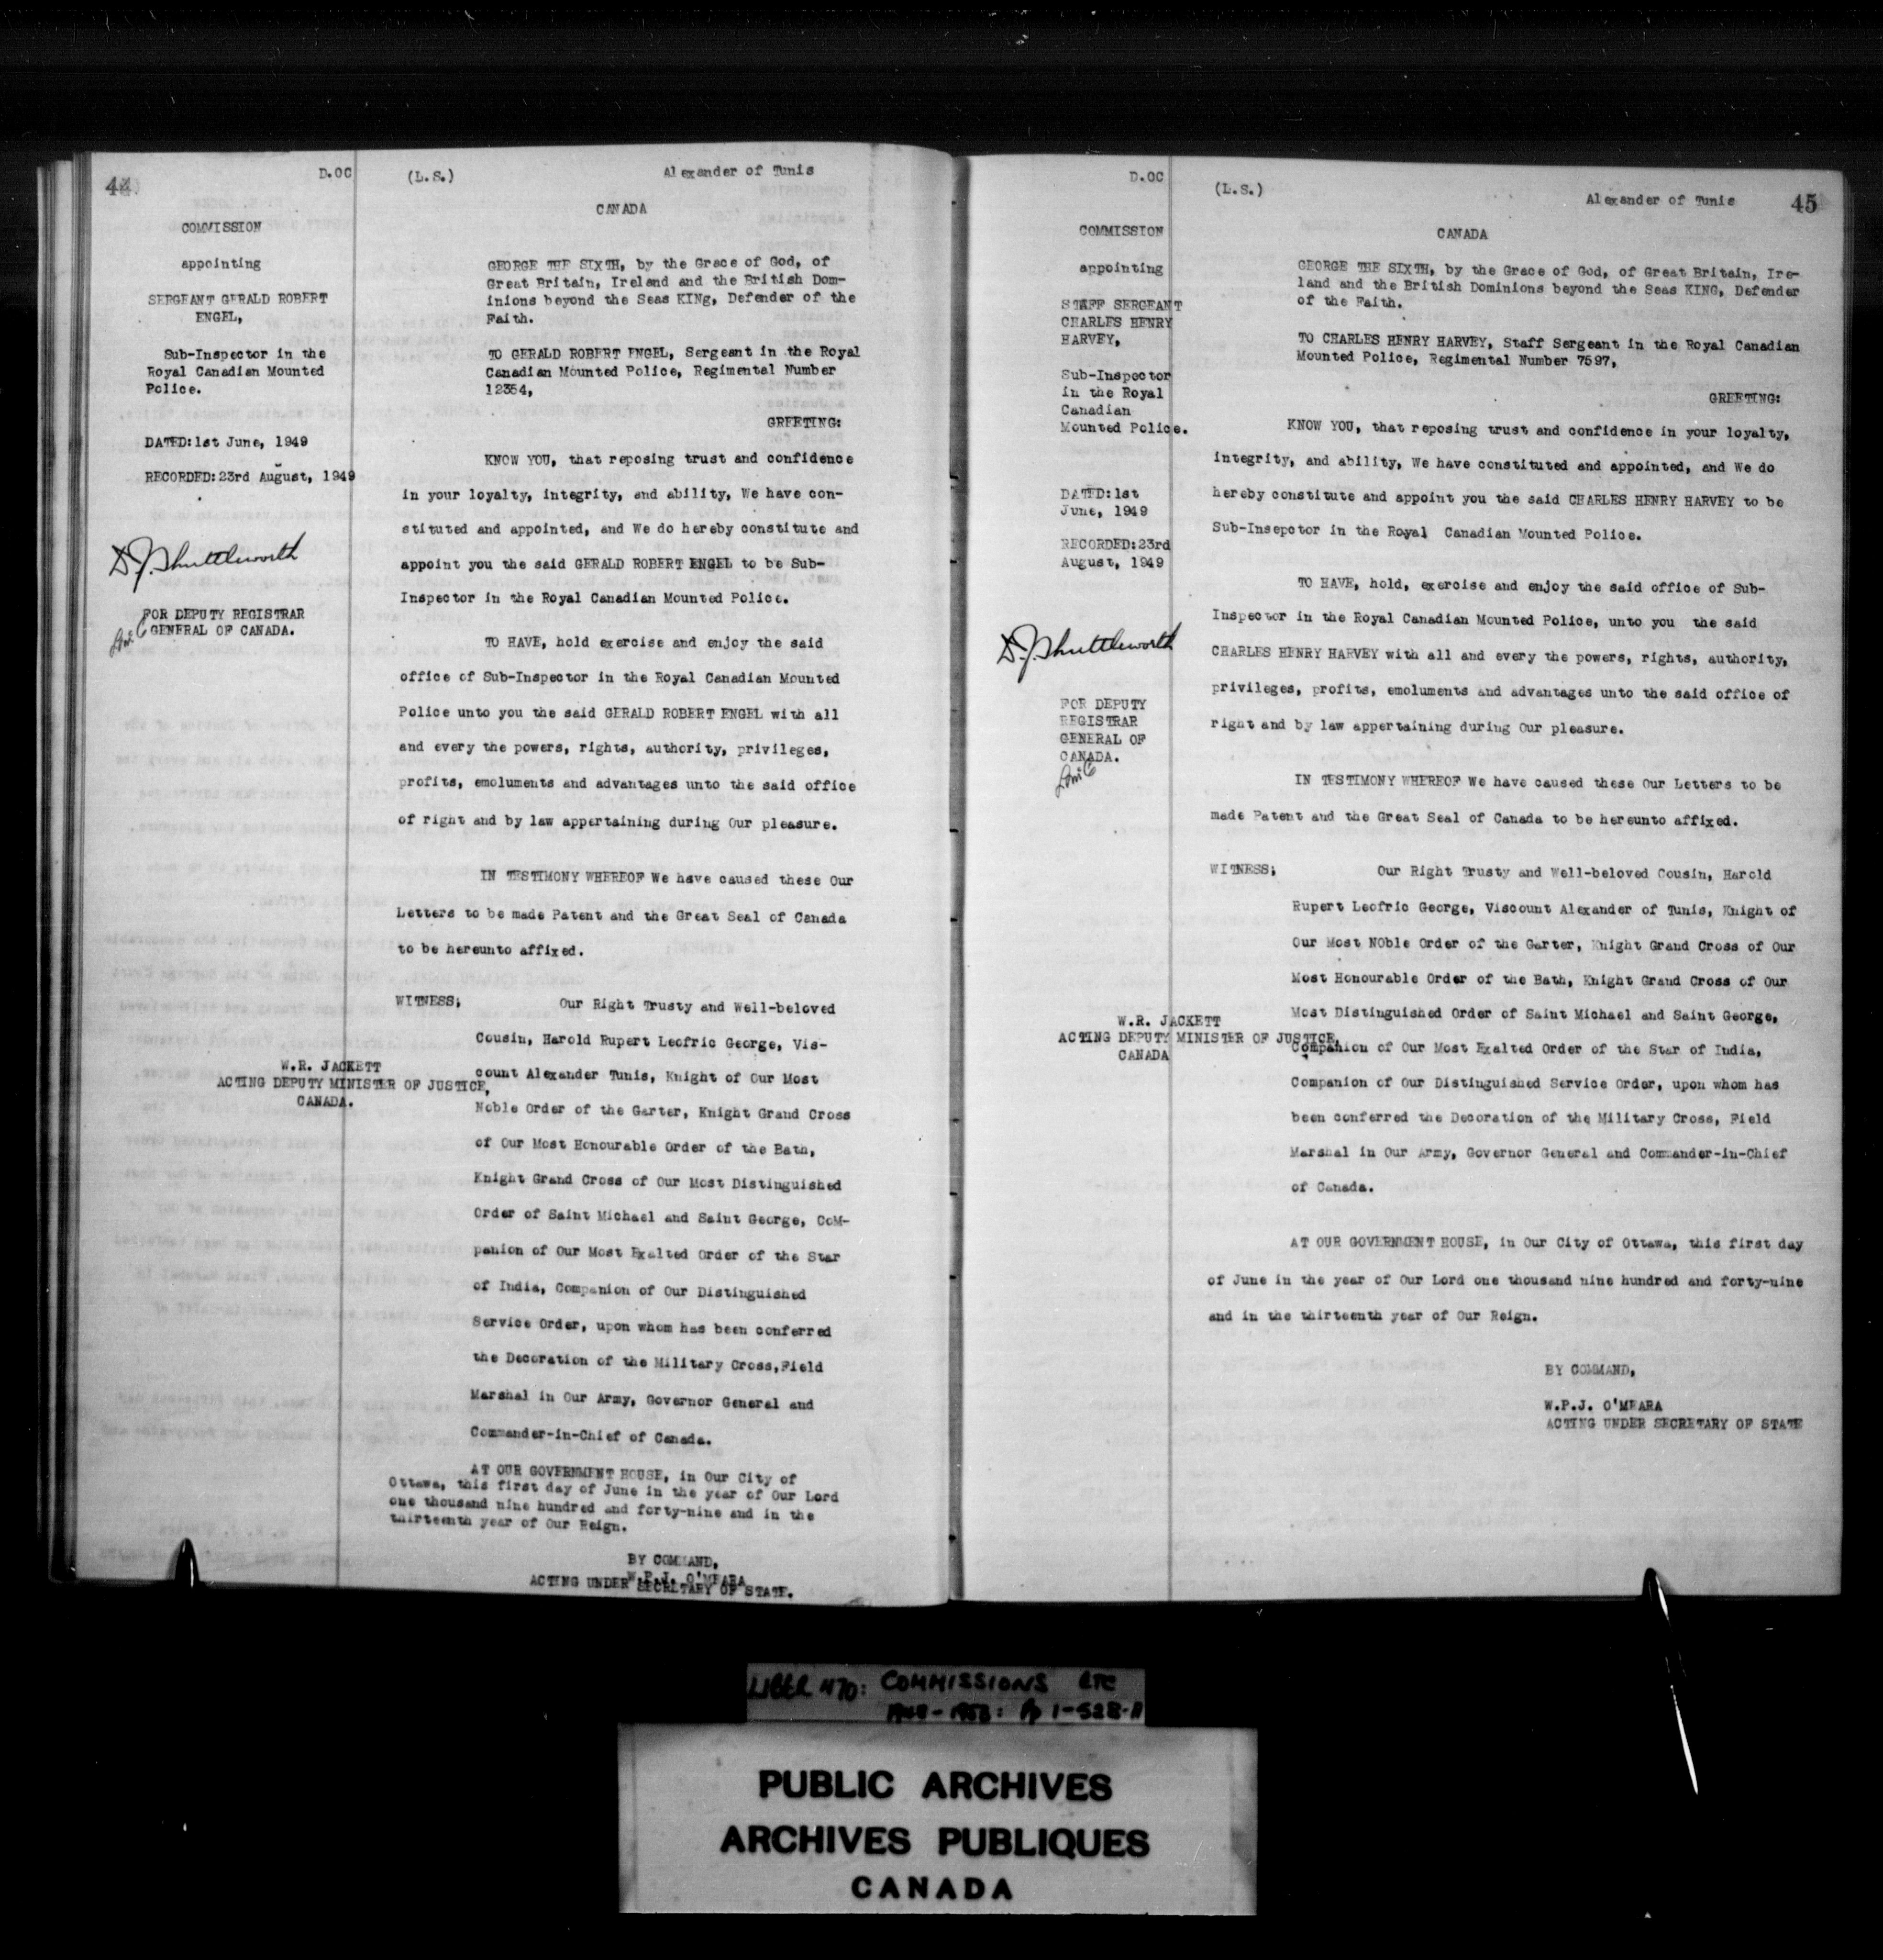 44
D.OC
(L.S.)
Alexander of Tunis
CANADA
COMMISSION
appointing
SERGEANT GERALD ROBERT
ENGEL,
Sub-Inspector in the
Royal Canadian Mounted
Police.
DATED:1st June, 1949
RECORDED:23rd August, 1949
D.J. Shuttleworth
FOR DEPUTY REGISTRAR
GENERAL OF CANADA.
GEORGE THE SIXTH, by the Grace of God, of
Great Britain, Ireland and the British Dom-
inions beyond the Seas KINg, Defender of the
Faith.
TO GERALD ROBERT ENGEL, Sergeant in the Royal
Canadian Mounted Police, Regimental Number
12354,
GREETING:
KNOW YOU, that reposing trust and confidence
in your loyalty, integrity, and ability, We have con-
stituted and appointed, and We do hereby constitute and
appoint you the said GERALD ROBERT ENGEL to be Sub-
Inspector in the Royal Canadian Mounted Police.
TO HAVE, hold exercise and enjoy the said
office of Sub-Inspector in the Royal Canadian Mounted
Police unto you the said GERALD ROBERT ENGEL with all
and every the powers, rights, authority, privileges,
profits, emoluments and advantages unto the said office
of right and by law appertaining during Our pleasure.
IN TESTIMONY WHEREOF We have caused these Our
Letters to be made Patent and the Great Seal of Canada
to be hereunto affixed.
WITNESS;
Our Right Trusty and Well-beloved
Cousin, Harold Rupert Leofric George, Vis-
count Alexander Tunis, Knight of Our Most
Noble Order of the Garter, Knight Grand Cross
of Our Most Honourable Order of the Bath,
Knight Grand Cross of Our Most Distinguished
Order of Saint Michael and Saint George, CoM-
panion of Our Most Exalted Order of the Star
of India, Companion of Our Distinguished
Service Order, upon whom has been conferred
the Decoration of the Military Cross,Field
Marshal in Our Army, Governor General and
Commander-in-Chief of Canada.
W.R. JACKETT
ACTING DEPUTY MINISTER OF JUSTICE,
CANADA.
AT OUR GOVERNMENT HOUSE, in Our City of
Ottawa, this first day of June in the year of Our Lord
one thousand nine hundred and forty-nine and in the
thirteenth year of Our Reign.
BY COMMAND,
W.P.J. O'MEARA
ACTING UNDER SECRETARY OF STATE.
D.OC
(L.S.)
Alexander of Tunis
45
CANADA
COMMISSION
appointing
STAFF SERGEANT
CHARLES HENRY
HARVEY,
Sub-Inspector
in the Royal
Canadian
Mounted Police.
DATED:1st
June, 1949
RECORDED:23rd
August, 1949
D.J. Shuttleworth
FOR DEPUTY
REGISTRAR
GENERAL OF
CANADA.
GEORGE THE SIXTH, by the Grace of God, of Great Britain, Ire-
land and the British Dominions beyond the Seas KING, Defender
of the Faith.
TO CHARLES HENRY HARVEY, Staff Sergeant in the Royal Canadian
Mounted Police, Regimental Number 7597,
GREETING:
KNOW YOU, that reposing trust and confidence in your loyalty,
integrity, and ability, We have constituted and appointed, and We do
hereby constitute and appoint you the said CHARLES HENRY HARVEY to be
Sub-Insepctor in the Royal Canadian Mounted Police.
TO HAVE, hold, exercise and enjoy the said office of Sub-
Inspector in the Royal Canadian Mounted Police, unto you the said
CHARLES HENRY HARVEY with all and every the powers, rights, authority,
privileges, profits, emoluments and advantages unto the said office of
right and by law appertaining during Our pleasure.
IN TESTIMONY WHEREOF We have caused these Our Letters to be
made Patent and the Great Seal of Canada to be hereunto affixed.
WITNESS;
Our Right Trusty and Well-beloved Cousin, Harold
Rupert Leofric George, Viscount Alexander of Tunis, Knight of
Our Most NOble Order of the Garter, Knight Grand Cross of Our
Most Honourable Order of the Bath, Knight Grand Cross of Our
Most Distinguished Order of Saint Michael and Saint George,
Companion of Our Most Exalted Order of the Star of India,
Companion of Our Distinguished Service Order, upon whom has
been conferred the Decoration of the Military Cross, Field
Marshal in Our Army, Governor General and Commander-in-Chief
of Canada.
W.R. JACKETT
ACTING DEPUTY MINISTER OF JUSTICE,
CANADA
AT OUR GOVERNMENT HOUSE, in Our City of Ottawa, this first day
of June in the year of Our Lord one thousand nine hundred and forty-nine
and in the thirteenth year of Our Reign.
BY COMMAND,
W.P.J. O'MEARA
ACTING UNDER SECRETARY OF STATE
LIBER 470: COMMISSIONS ETC
pp 1-528-A
PUBLIC ARCHIVES
ARCHIVES PUBLIQUES
CANADA